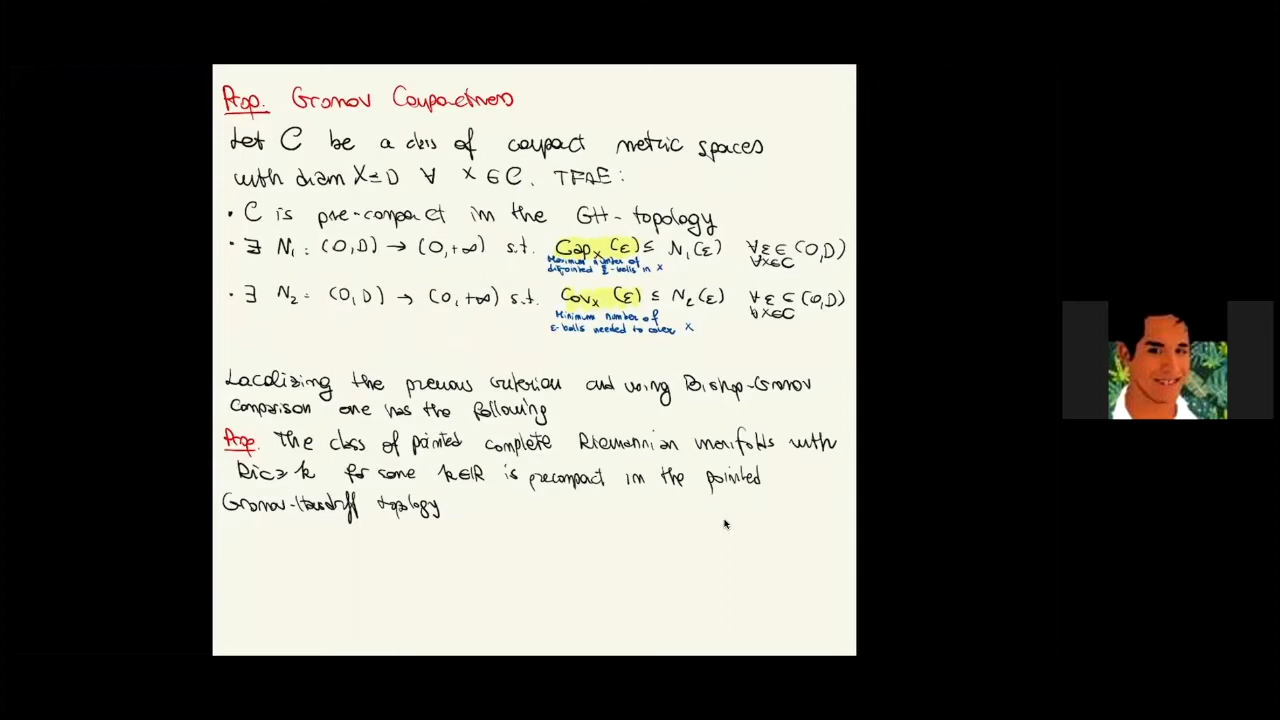 Prop. Gromov Compactness
Let C be a class of compact metric spaces
with diam X ≤ D ∀ X ∈ C. TFAE:
• C is pre-compact in the GH-topology
• ∃ N₁ : (0,D) → (0,+∞) s.t. Cap_X (ε) ≤ N₁(ε) ∀ε ∈ (0,D) ∀X∈C
Maximum number of
disjointed ε/2-balls in X
• ∃ N₂ : (0,D) → (0,+∞) s.t. Cov_X (ε) ≤ N₂(ε) ∀ε ∈ (0,D) ∀X∈C
Minimum number of
ε-balls needed to cover X
Localizing the previous criterion and using Bishop-Gromov
comparison one has the following
Prop. The class of pointed complete Riemannian manifolds with
Ric ≥ k for some k∈ℝ is precompact in the pointed
Gromov-Hausdorff topology